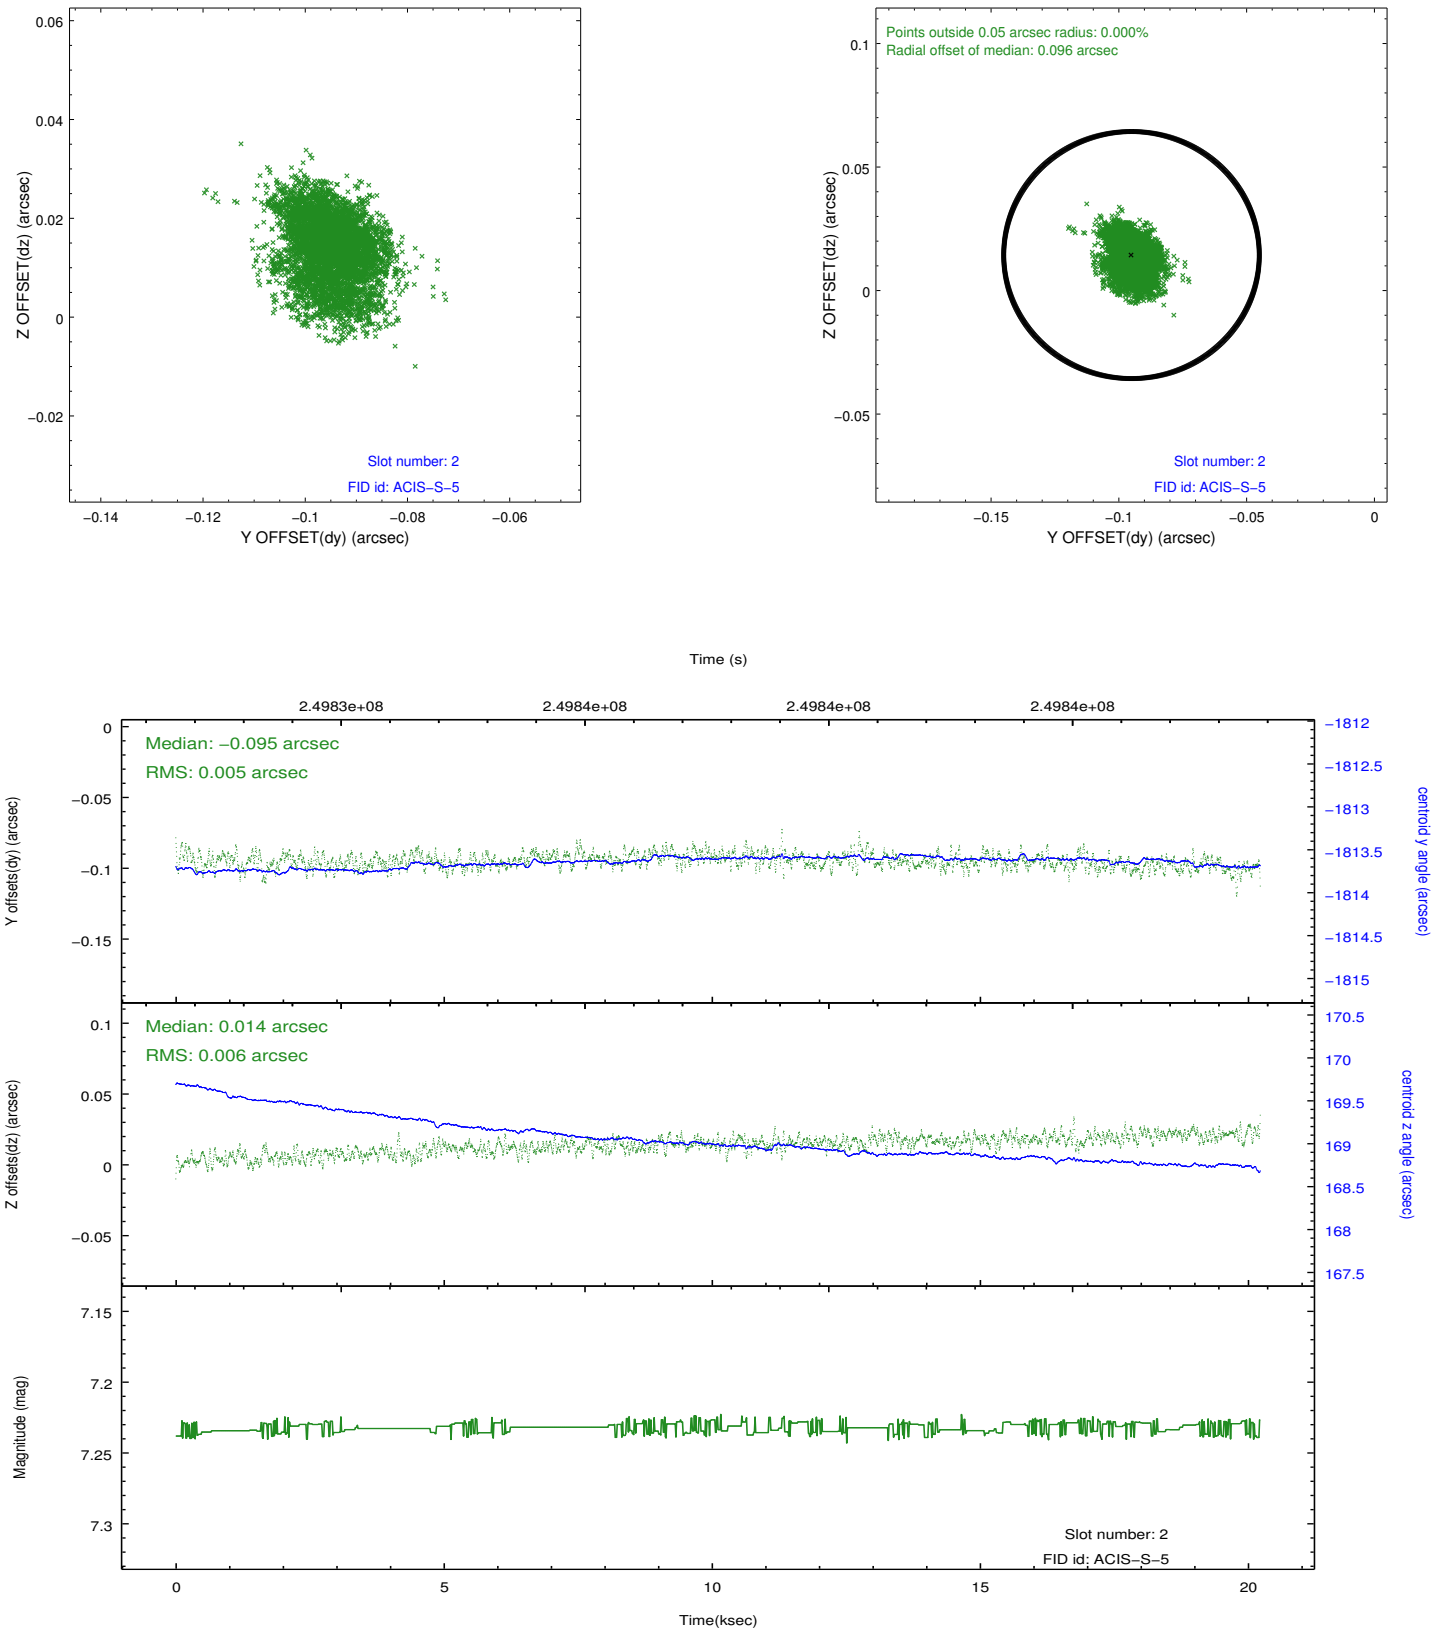 0.06
0.04
0.02
0
−0.02
Z OFFSET(dz) (arcsec)
Slot number: 2
FID id: ACIS−S−5
−0.14
−0.12
−0.1
−0.08
−0.06
Y OFFSET(dy) (arcsec)
Points outside 0.05 arcsec radius: 0.000%
Radial offset of median: 0.096 arcsec
0.1
0.05
0
−0.05
Z OFFSET(dz) (arcsec)
Slot number: 2
FID id: ACIS−S−5
−0.15
−0.1
−0.05
0
Y OFFSET(dy) (arcsec)
Time (s)
2.4983e+08
2.4984e+08
2.4984e+08
2.4984e+08
Median: −0.095 arcsec
RMS: 0.005 arcsec
0
−0.05
−0.1
−0.15
Y offsets(dy) (arcsec)
−1812
−1812.5
−1813
−1813.5
−1814
−1814.5
−1815
centroid y angle (arcsec)
Median: 0.014 arcsec
RMS: 0.006 arcsec
0.1
0.05
0
−0.05
Z offsets(dz) (arcsec)
170.5
170
169.5
169
168.5
168
167.5
centroid z angle (arcsec)
7.15
7.2
7.25
7.3
Magnitude (mag)
Slot number: 2
FID id: ACIS−S−5
0
5
10
15
20
Time(ksec)